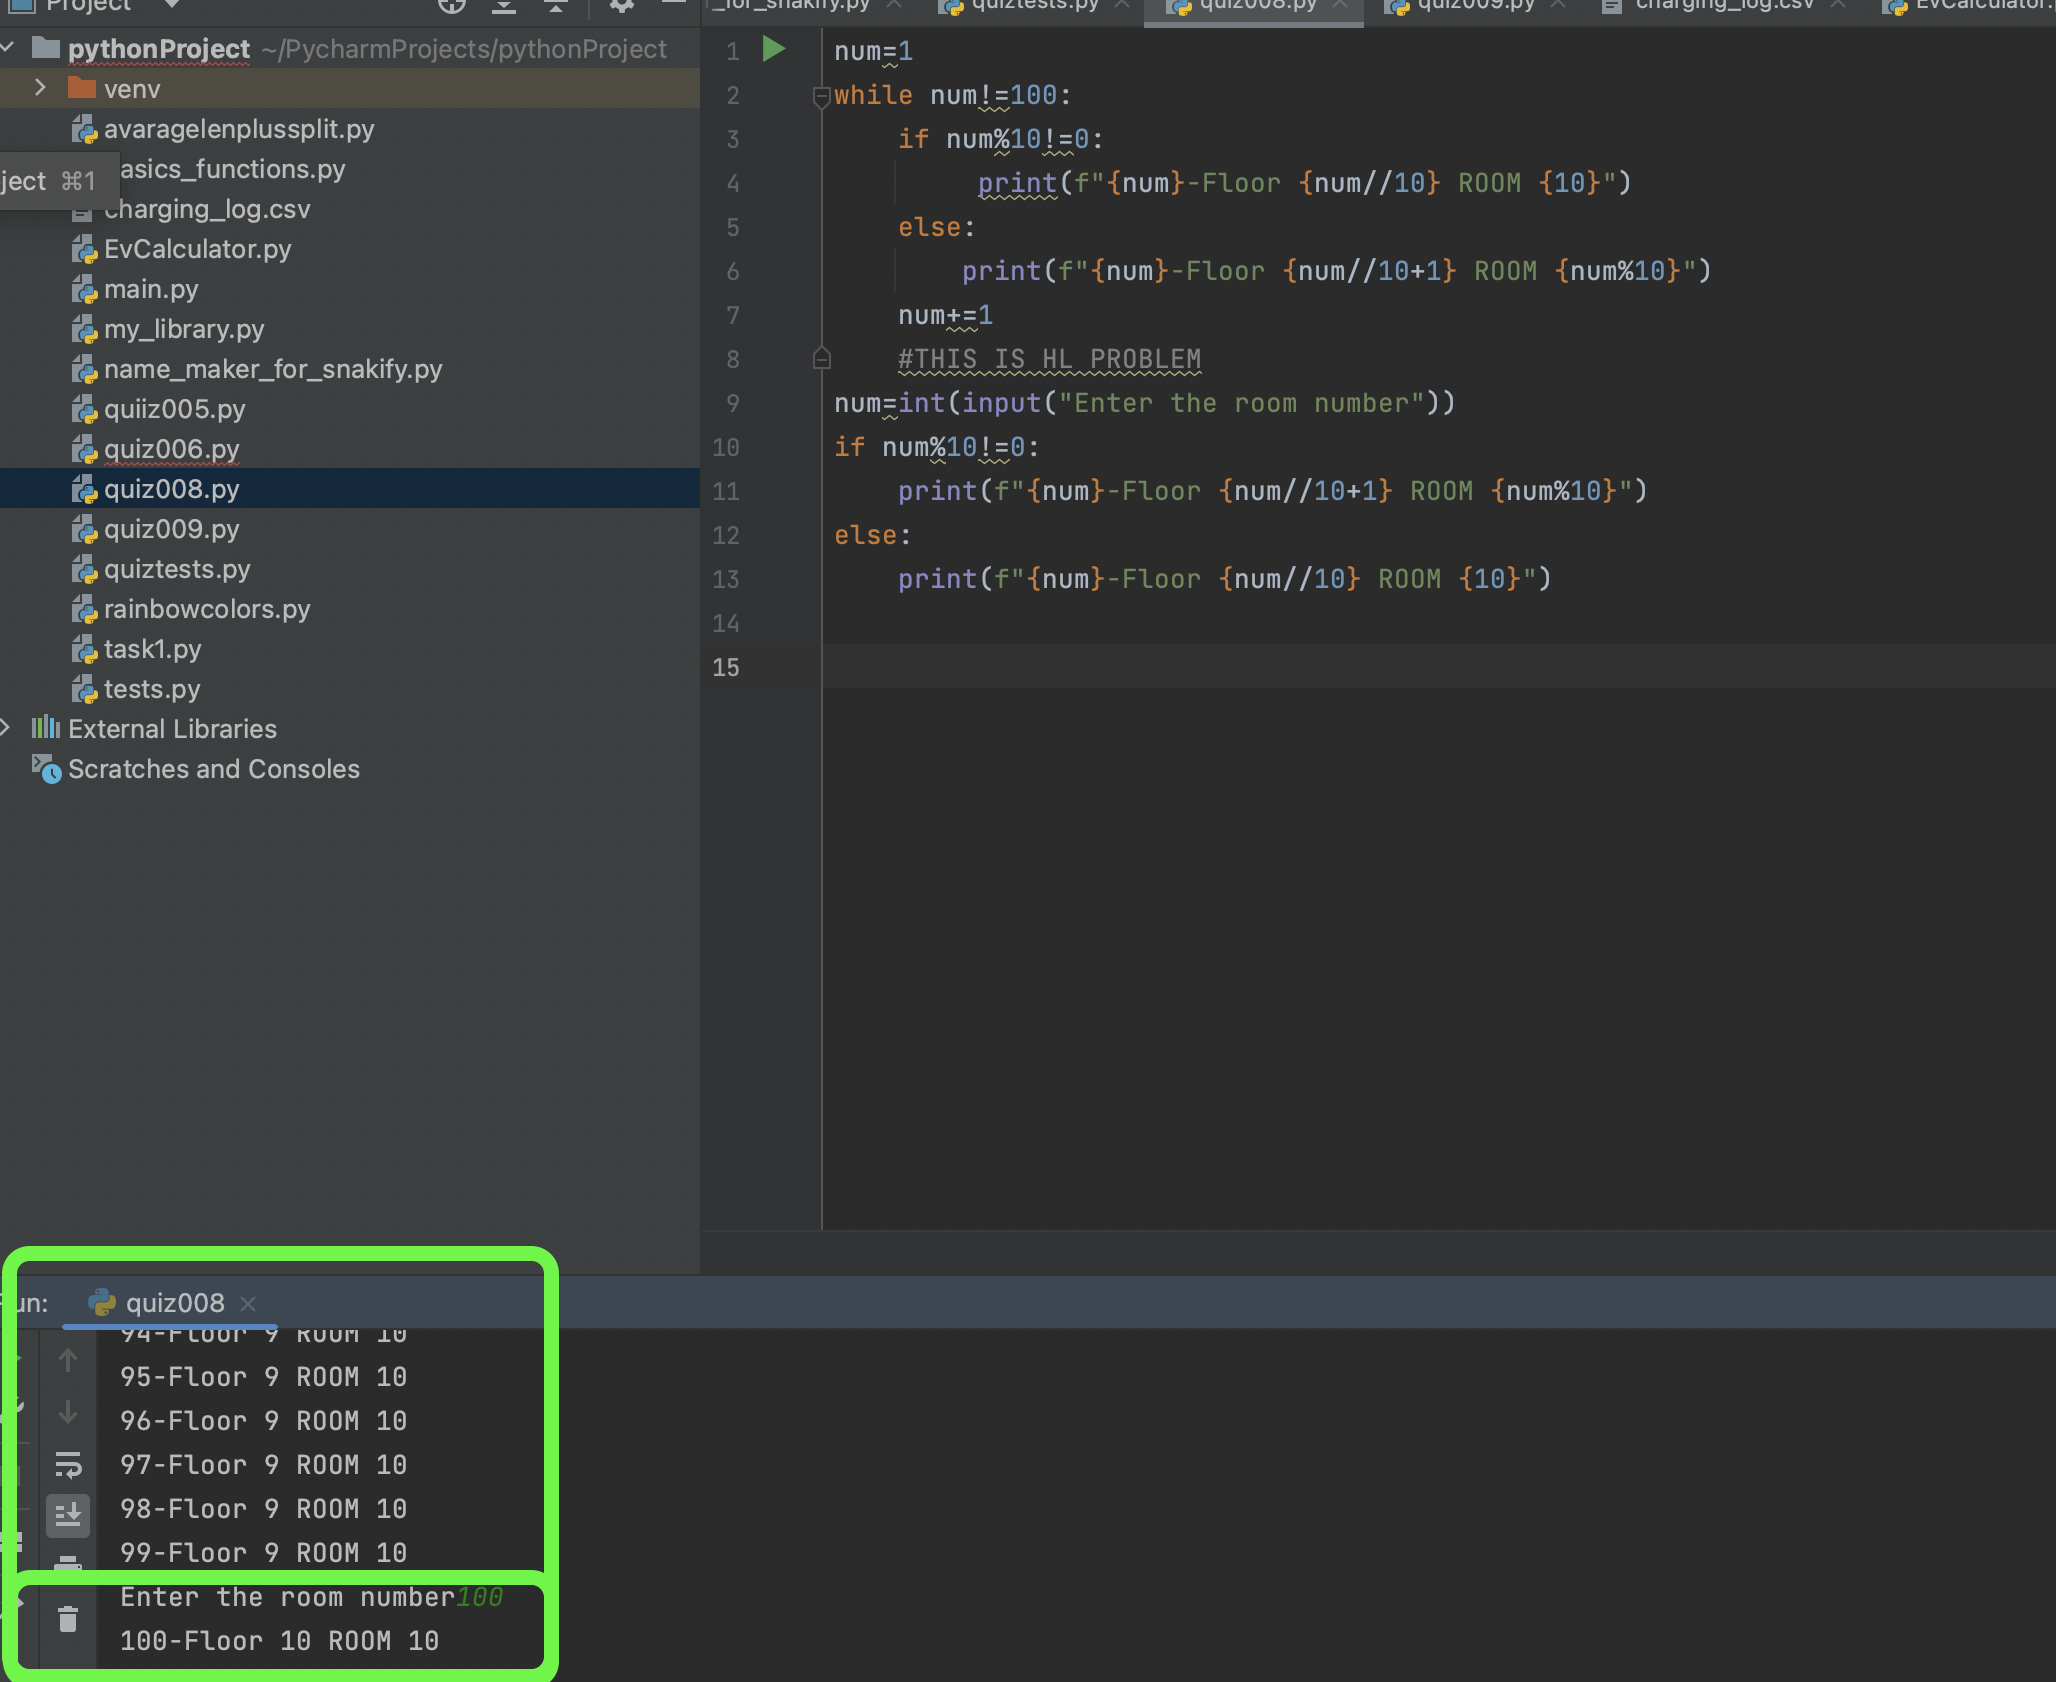 Project
pythonProject ~/PycharmProjects/pythonProject
venv
avaragelenplussplit.py
asics_functions.py
ject ⌘1
charging_log.csv
EvCalculator.py
main.py
my_library.py
name_maker_for_snakify.py
quiiz005.py
quiz006.py
quiz008.py
quiz009.py
quiztests.py
rainbowcolors.py
task1.py
tests.py
External Libraries
Scratches and Consoles
_for_snakify.py quiztests.py quiz008.py quiz009.py charging_log.csv EvCalculator.
1 num=1
2 while num!=100:
3 if num%10!=0:
4 print(f"{num}-Floor {num//10} ROOM {10}")
5 else:
6 print(f"{num}-Floor {num//10+1} ROOM {num%10}")
7 num+=1
8 #THIS IS HL PROBLEM
9 num=int(input("Enter the room number"))
10 if num%10!=0:
11 print(f"{num}-Floor {num//10+1} ROOM {num%10}")
12 else:
13 print(f"{num}-Floor {num//10} ROOM {10}")
14
15
un: quiz008
94-Floor 9 ROOM 10
95-Floor 9 ROOM 10
96-Floor 9 ROOM 10
97-Floor 9 ROOM 10
98-Floor 9 ROOM 10
99-Floor 9 ROOM 10
Enter the room number100
100-Floor 10 ROOM 10